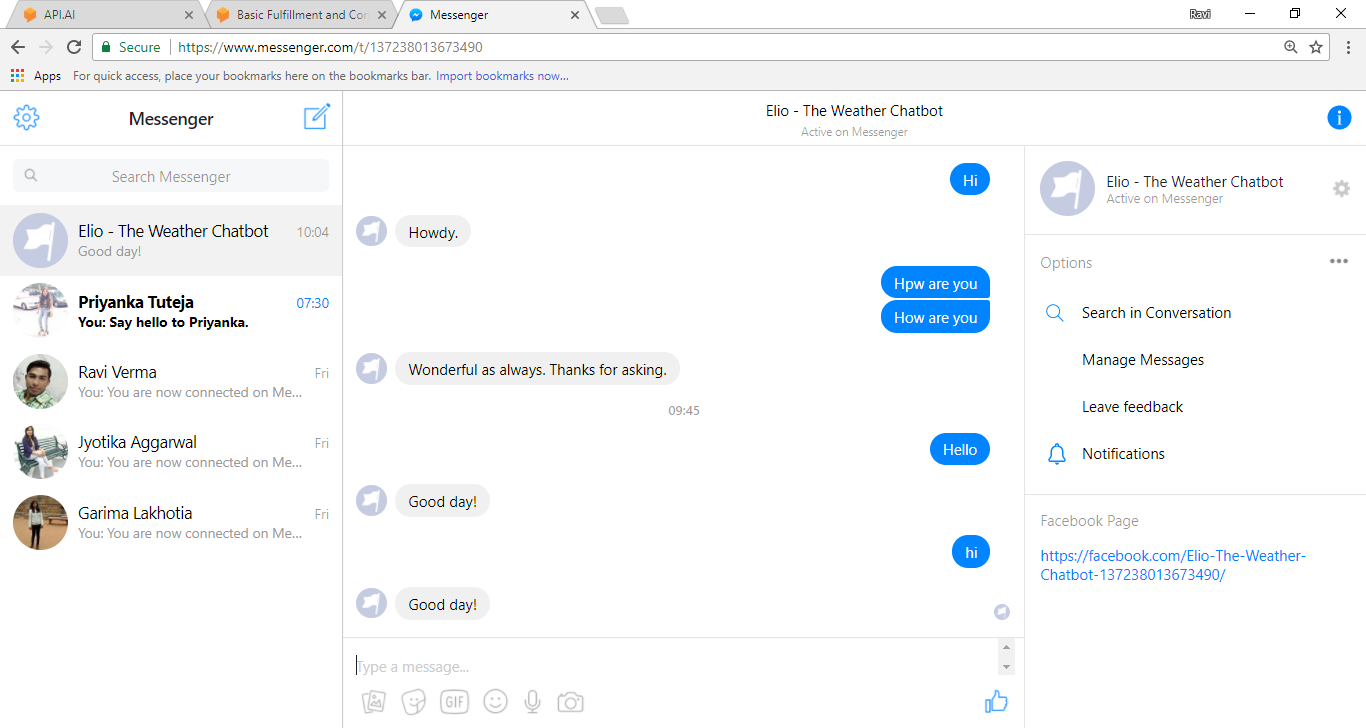 API.AI
Basic Fulfillment and Con
Messenger
Ravi
Secure https://www.messenger.com/t/137238013673490
Apps For quick access, place your bookmarks here on the bookmarks bar. Import bookmarks now...
Messenger
Search Messenger
Elio - The Weather Chatbot 10:04
Good day!
Priyanka Tuteja 07:30
You: Say hello to Priyanka.
Ravi Verma Fri
You: You are now connected on Me...
Jyotika Aggarwal Fri
You: You are now connected on Me...
Garima Lakhotia Fri
You: You are now connected on Me...
Elio - The Weather Chatbot
Active on Messenger
Hi
Howdy.
Hpw are you
How are you
Wonderful as always. Thanks for asking.
09:45
Hello
Good day!
hi
Good day!
Type a message...
GIF
Elio - The Weather Chatbot
Active on Messenger
Options
Search in Conversation
Manage Messages
Leave feedback
Notifications
Facebook Page
https://facebook.com/Elio-The-Weather-
Chatbot-137238013673490/